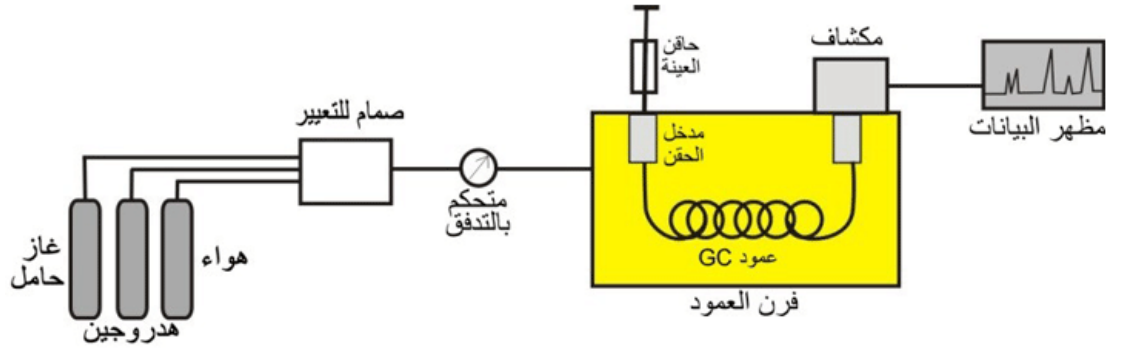 حاقن
العينة
مكشاف
صمام للتعيير
مدخل
الحقن
مظهر البيانات
متحكم
بالتدفق
غاز
حامل
هواء
هدروجين
عمود GC
فرن العمود